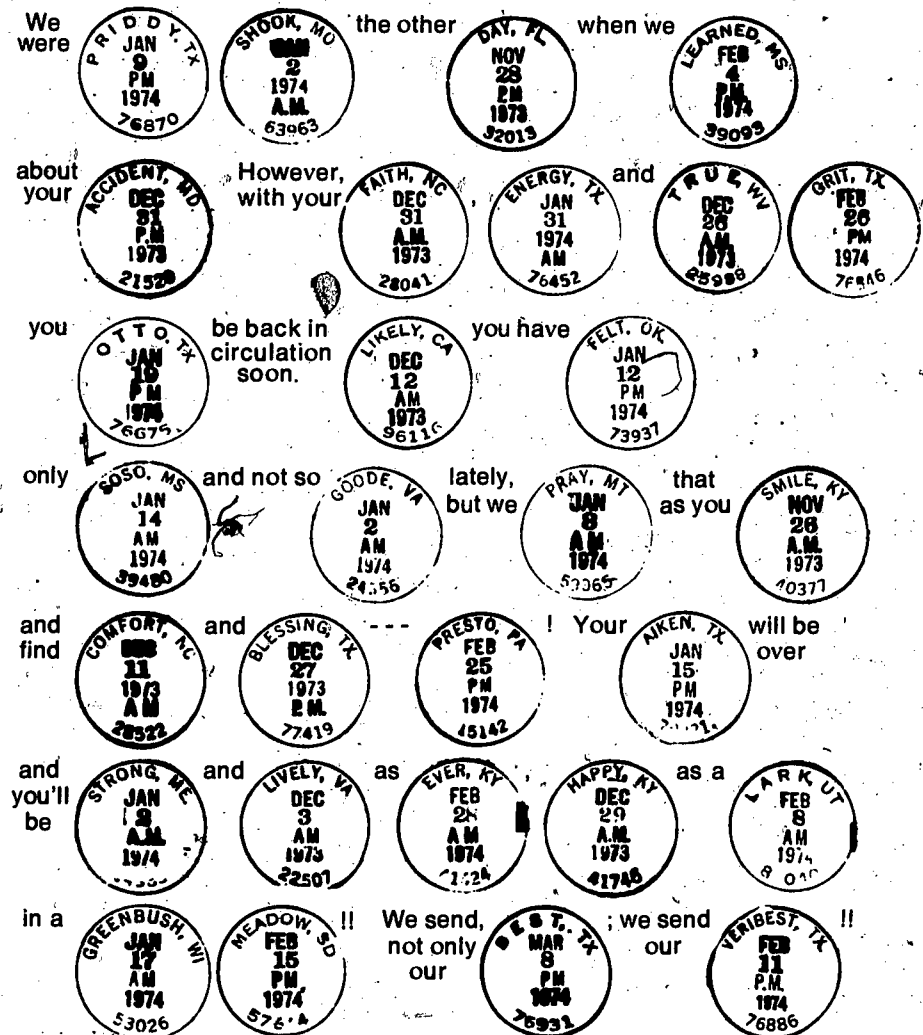 We were PRIDDY, TX JAN 9 PM 1974 76870 SHOOK, MO 2 1974 A.M. 63963 the other DAY, FL. NOV 28 PM 1973 32013 when we LEARNED, MS FEB 4 P.M. 1974 39093
about your ACCIDENT, MD. DEC 31 P.M 1973 21520 However, with your FAITH, NC DEC 31 A.M. 1973 28041 , ENERGY, TX JAN 31 1974 AM 76452 and TRUE, WV DEC 26 AM 1973 25988 GRIT, TX FEB 26 PM 1974
you OTTO, TX JAN 19 PM 76675 be back in circulation soon. LIKELY, CA DEC 12 AM 1973 you have FELT, OK. JAN 12 PM 1974 73937
only SOSO, MS JAN 14 AM 1974 39480 and not so GOODE, VA JAN 2 AM 1974 lately, but we PRAY, MT JAN 8 AM 1974 that as you SMILE, KY NOV 26 A.M. 1973 40377
and find COMFORT, NC 11 1973 AM 28522 and BLESSING, TX DEC 27 1973 P.M. 77419 --- PRESTO, PA FEB 25 PM 1974 15142 ! Your AIKEN, TX JAN 15 PM 1974 will be over
and you'll be STRONG, ME JAN 2 A.M. 1974 and LIVELY, VA DEC 3 AM 1973 22507 as EVER, KY FEB 28 AM 1974 , HAPPY, KY DEC 29 A.M. 1973 41746 as a LARK, UT FEB 8 AM
in a GREENBUSH, WI JAN 17 AM 1974 53026 MEADOW, SD FEB 15 PM 1974 !! We send, not only our BEST, TX MAR 8 PM 1974 76931 ; we send our VERIBEST, TX FEB 11 P.M. 1974 76886 !!